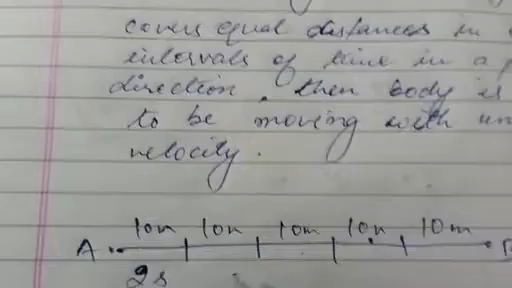 covers equal distances in
intervals of time in a
direction. then body is
to be moving with un
velocity.
10m 10m 10m 10m 10m
A B
2s